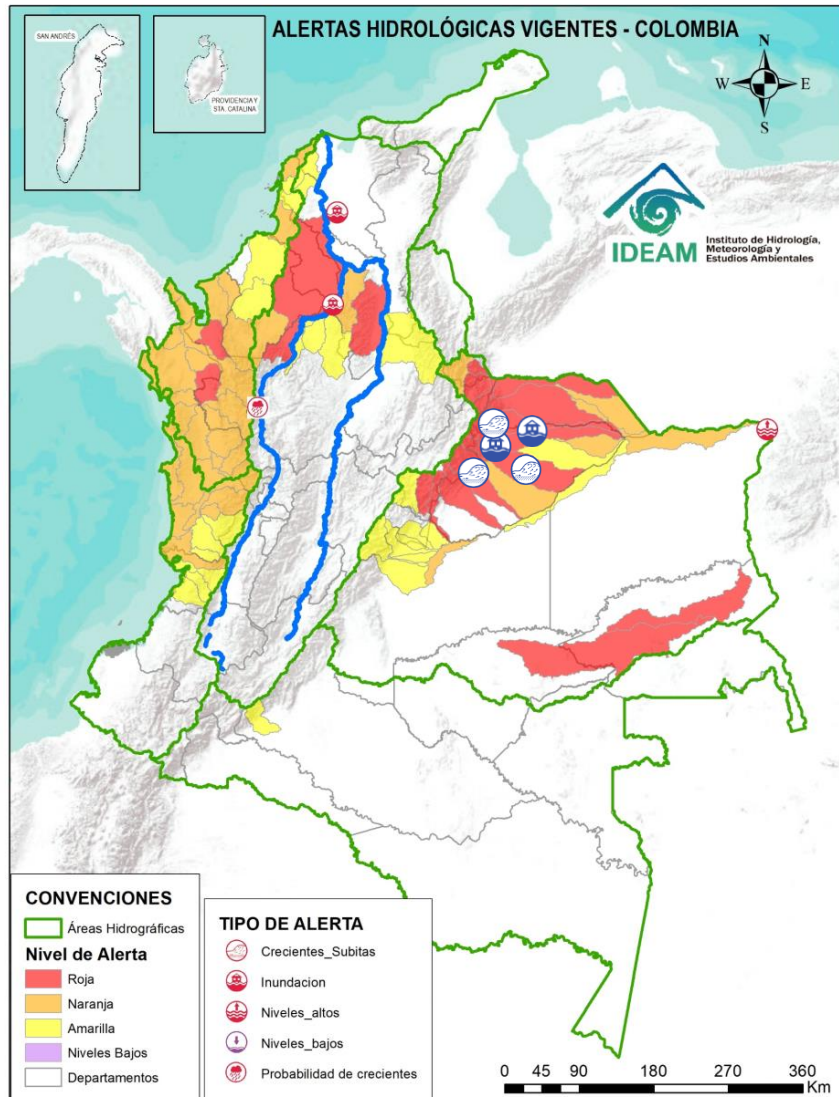 ALERTAS HIDROLÓGICAS VIGENTES - COLOMBIA
SAN ANDRÉS
PROVIDENCIA Y
STA. CATALINA
N
W
E
S
IDEAM
Instituto de Hidrología,
Meteorología y
Estudios Ambientales
CONVENCIONES
Áreas Hidrográficas
Nivel de Alerta
Roja
Naranja
Amarilla
Niveles Bajos
Departamentos
TIPO DE ALERTA
Crecientes_Subitas
Inundacion
Niveles_altos
Niveles_bajos
Probabilidad de crecientes
0 45 90 180 270 360
Km